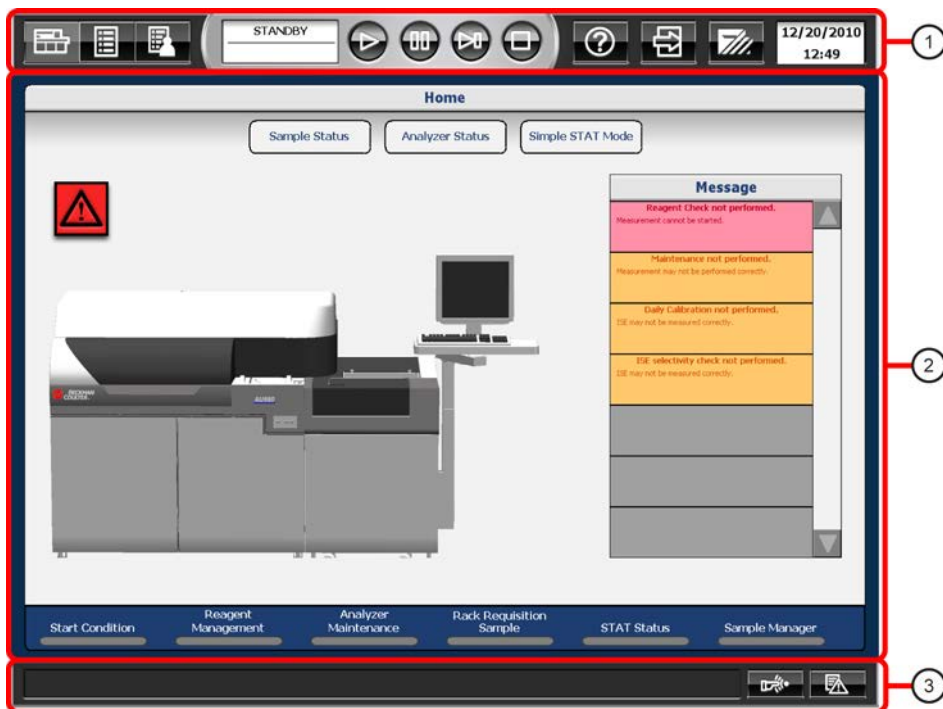 STANDBY
12/20/2010
12:49
1
Home
Sample Status
Analyzer Status
Simple STAT Mode
Message
Reagent Check not performed.
Measurement cannot be started.
Maintenance not performed.
Measurement may not be performed correctly.
Daily Calibration not performed.
ISE may not be measured correctly.
ISE selectivity check not performed.
ISE may not be measured correctly.
2
BECKMAN
COULTER
Start Condition
Reagent
Management
Analyzer
Maintenance
Rack Requisition
Sample
STAT Status
Sample Manager
3